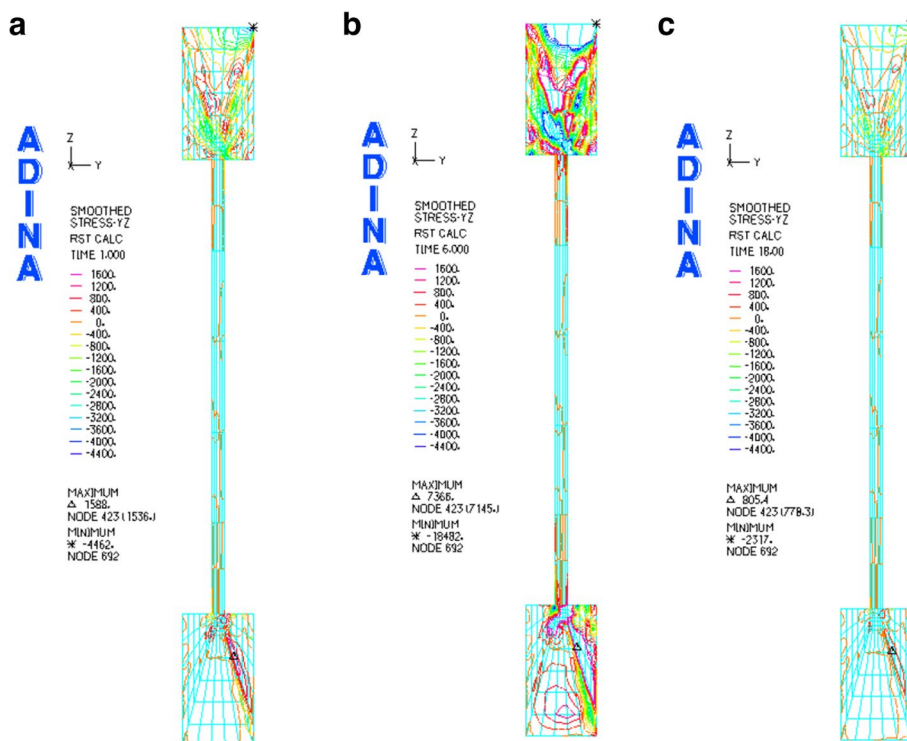 a
ADINA
Z
Y
SMOOTHED
STRESS-YZ
RST CALC
TIME 1.000
1600.
1200.
800.
400.
0.
-400.
-800.
-1200.
-1600.
-2000.
-2400.
-2800.
-3200.
-3600.
-4000.
-4400.
MAXIMUM
△ 1588.
NODE 423 (1536.)
MINIMUM
* -4462.
NODE 692
b
ADINA
Z
Y
SMOOTHED
STRESS-YZ
RST CALC
TIME 6.000
1600.
1200.
800.
400.
0.
-400.
-800.
-1200.
-1600.
-2000.
-2400.
-2800.
-3200.
-3600.
-4000.
-4400.
MAXIMUM
△ 7366.
NODE 423 (7145.)
MINIMUM
* -18482.
NODE 692
c
ADINA
Z
Y
SMOOTHED
STRESS-YZ
RST CALC
TIME 18.00
1600.
1200.
800.
400.
0.
-400.
-800.
-1200.
-1600.
-2000.
-2400.
-2800.
-3200.
-3600.
-4000.
-4400.
MAXIMUM
△ 805.4
NODE 423 (778.3)
MINIMUM
* -2317.
NODE 692